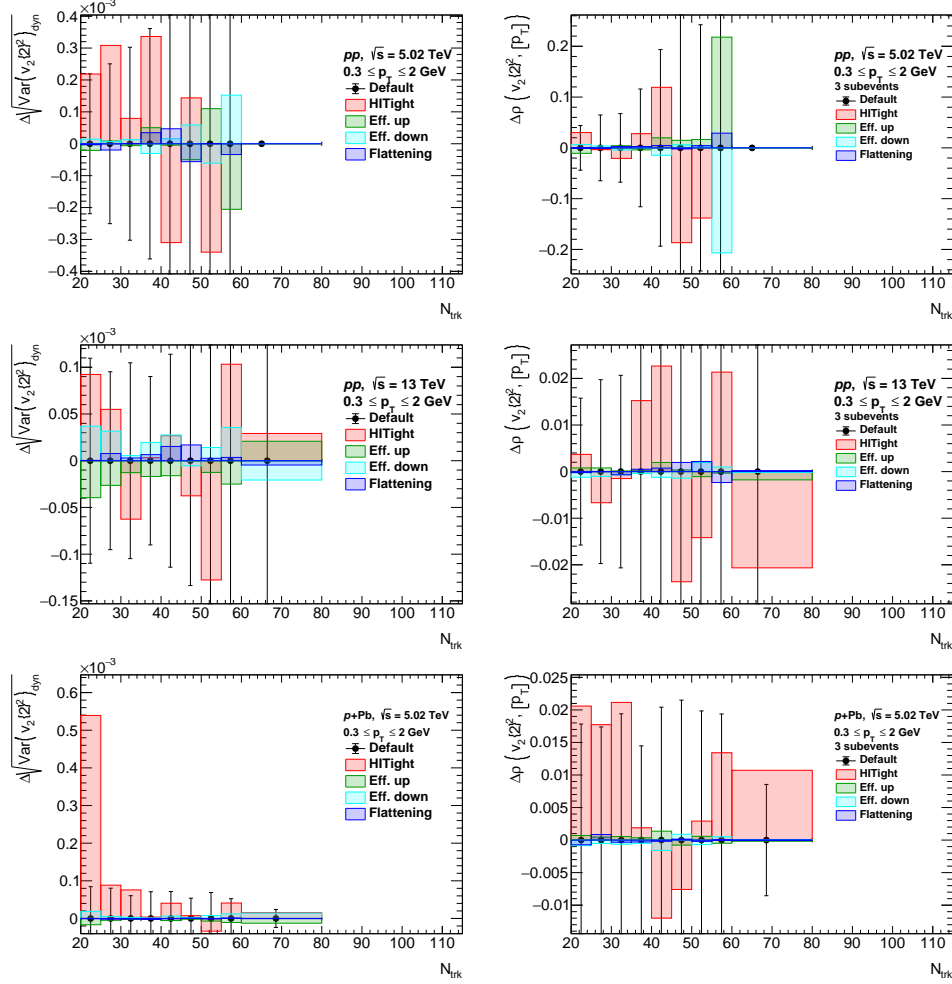 ×10⁻³
Δ√Var(v₂{2}²)dyn
0.4
0.3
0.2
0.1
0
−0.1
−0.2
−0.3
−0.4
20 30 40 50 60 70 80 90 100 110
Ntrk
pp, √s = 5.02 TeV
0.3 ≤ pT ≤ 2 GeV
Default
HITight
Eff. up
Eff. down
Flattening
Δρ (v₂{2}², [pT])
0.2
0.1
0
−0.1
−0.2
20 30 40 50 60 70 80 90 100 110
Ntrk
pp, √s = 5.02 TeV
0.3 ≤ pT ≤ 2 GeV
3 subevents
Default
HITight
Eff. up
Eff. down
Flattening
×10⁻³
Δ√Var(v₂{2}²)dyn
0.1
0.05
0
−0.05
−0.1
−0.15
20 30 40 50 60 70 80 90 100 110
Ntrk
pp, √s = 13 TeV
0.3 ≤ pT ≤ 2 GeV
Default
HITight
Eff. up
Eff. down
Flattening
Δρ (v₂{2}², [pT])
0.02
0.01
0
−0.01
−0.02
20 30 40 50 60 70 80 90 100 110
Ntrk
pp, √s = 13 TeV
0.3 ≤ pT ≤ 2 GeV
3 subevents
Default
HITight
Eff. up
Eff. down
Flattening
×10⁻³
Δ√Var(v₂{2}²)dyn
0.6
0.5
0.4
0.3
0.2
0.1
0
20 30 40 50 60 70 80 90 100 110
Ntrk
p+Pb, √s = 5.02 TeV
0.3 ≤ pT ≤ 2 GeV
Default
HITight
Eff. up
Eff. down
Flattening
Δρ (v₂{2}², [pT])
0.025
0.02
0.015
0.01
0.005
0
−0.005
−0.01
20 30 40 50 60 70 80 90 100 110
Ntrk
p+Pb, √s = 5.02 TeV
0.3 ≤ pT ≤ 2 GeV
3 subevents
Default
HITight
Eff. up
Eff. down
Flattening